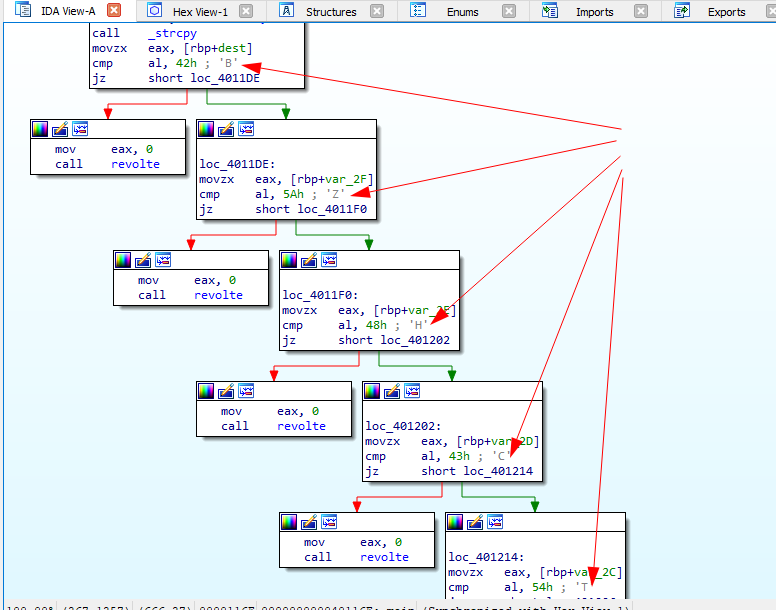 IDA View-A Hex View-1 Structures Enums Imports Exports
call _strcpy
movzx eax, [rbp+dest]
cmp al, 42h ; 'B'
jz short loc_4011DE
mov eax, 0
call revolte
loc_4011DE:
movzx eax, [rbp+var_2F]
cmp al, 5Ah ; 'Z'
jz short loc_4011F0
mov eax, 0
call revolte
loc_4011F0:
movzx eax, [rbp+var_2E]
cmp al, 48h ; 'H'
jz short loc_401202
mov eax, 0
call revolte
loc_401202:
movzx eax, [rbp+var_2D]
cmp al, 43h ; 'C'
jz short loc_401214
mov eax, 0
call revolte
loc_401214:
movzx eax, [rbp+var_2C]
cmp al, 54h ; 'T'